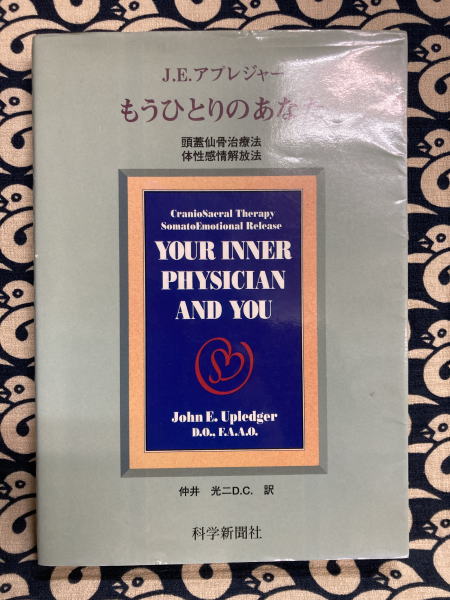 J.E.アプレジャー
もうひとりのあなた
頭蓋仙骨治療法
体性感情解放法
CranioSacral Therapy
SomatoEmotional Release
YOUR INNER
PHYSICIAN
AND YOU
John E. Upledger
D.O., F.A.A.O.
仲井 光二D.C. 訳
科学新聞社